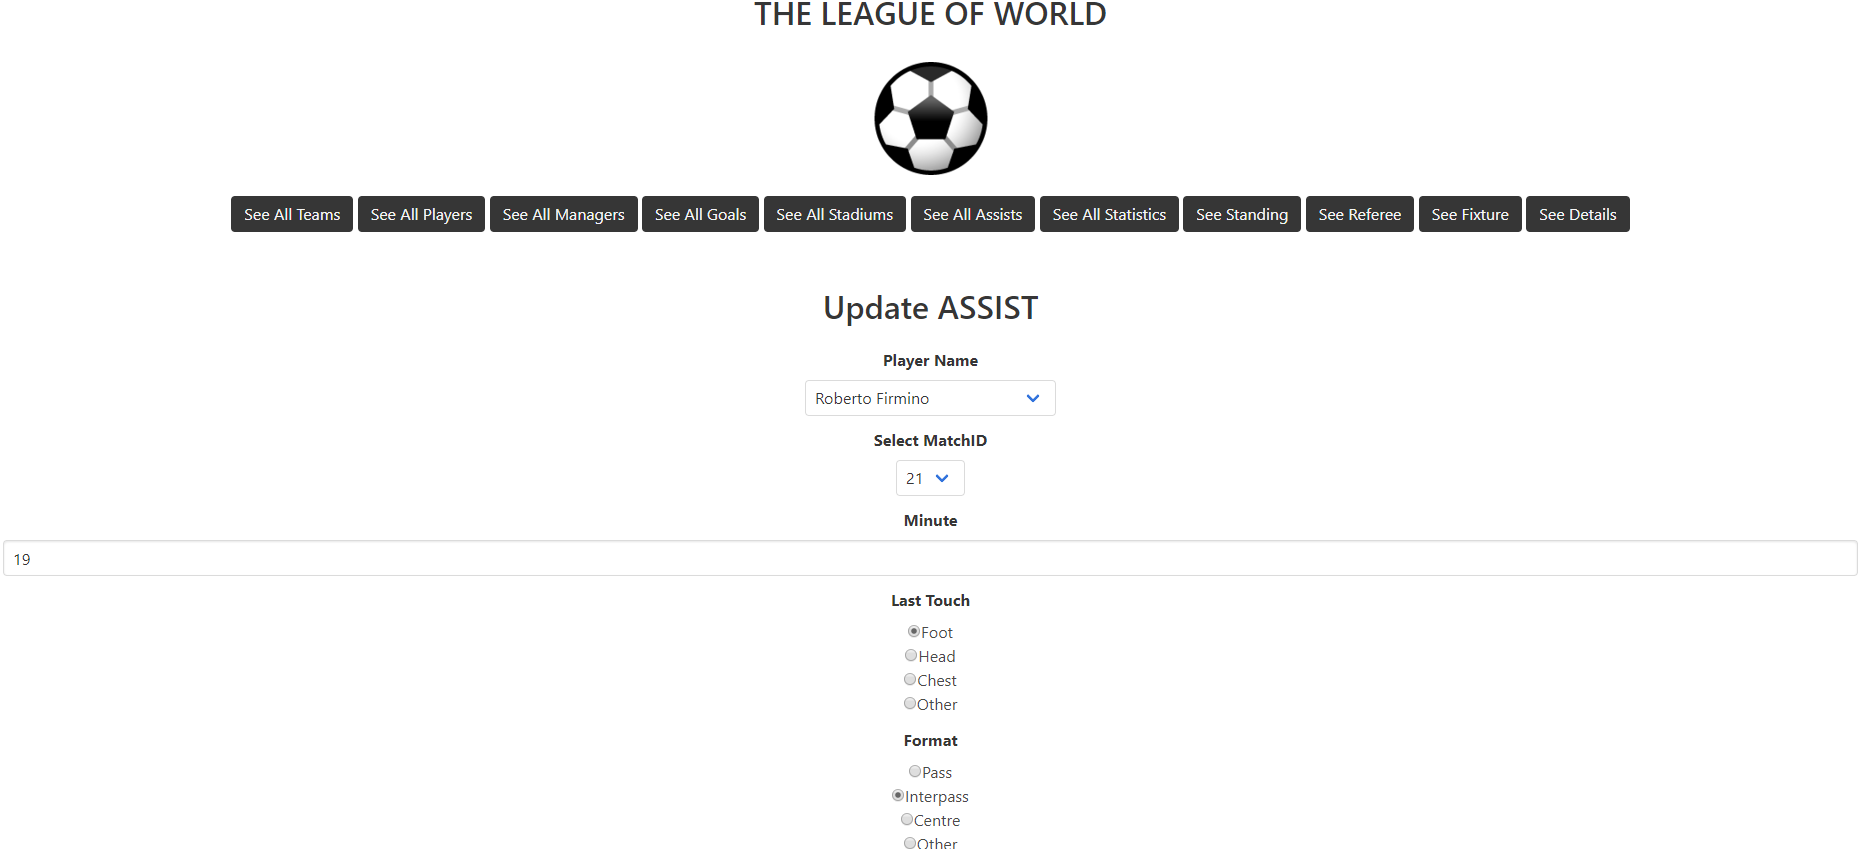 THE LEAGUE OF WORLD
See All Teams See All Players See All Managers See All Goals See All Stadiums See All Assists See All Statistics See Standing See Referee See Fixture See Details
Update ASSIST
Player Name
Roberto Firmino
Select MatchID
21
Minute
19
Last Touch
Foot
Head
Chest
Other
Format
Pass
Interpass
Centre
Other